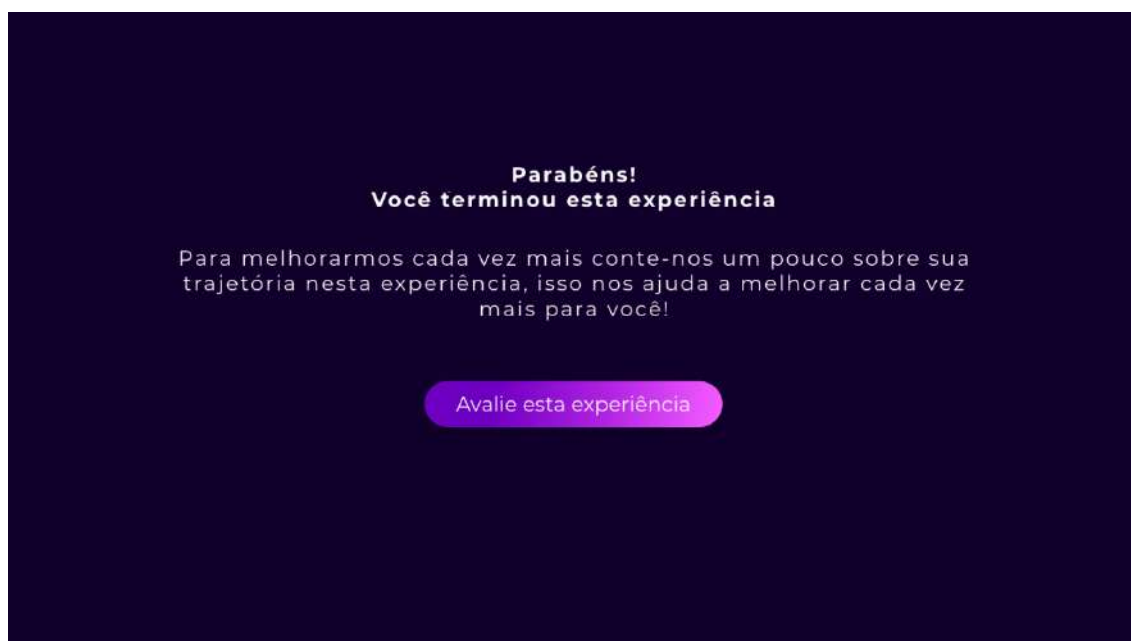 Parabéns!
Você terminou esta experiência
Para melhorarmos cada vez mais conte-nos um pouco sobre sua
trajetória nesta experiência, isso nos ajuda a melhorar cada vez
mais para você!
Avalie esta experiência